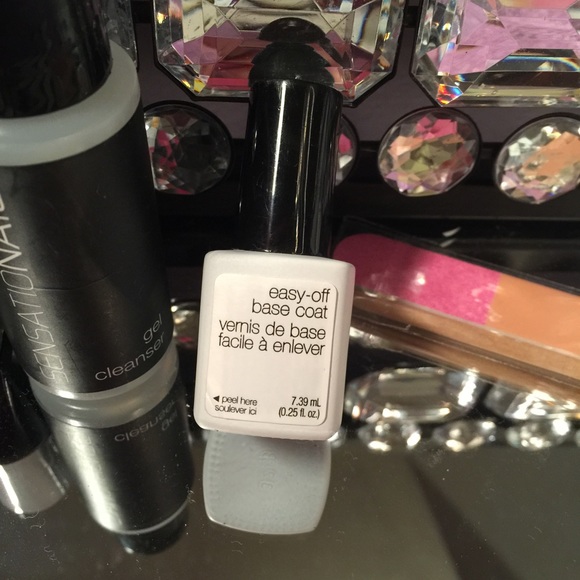 SENSATIONAIL
gel
cleanser
easy-off
base coat
vernis de base
facile à enlever
◄ peel here
soulever ici
7.39 mL
(0.25 fl. oz.)